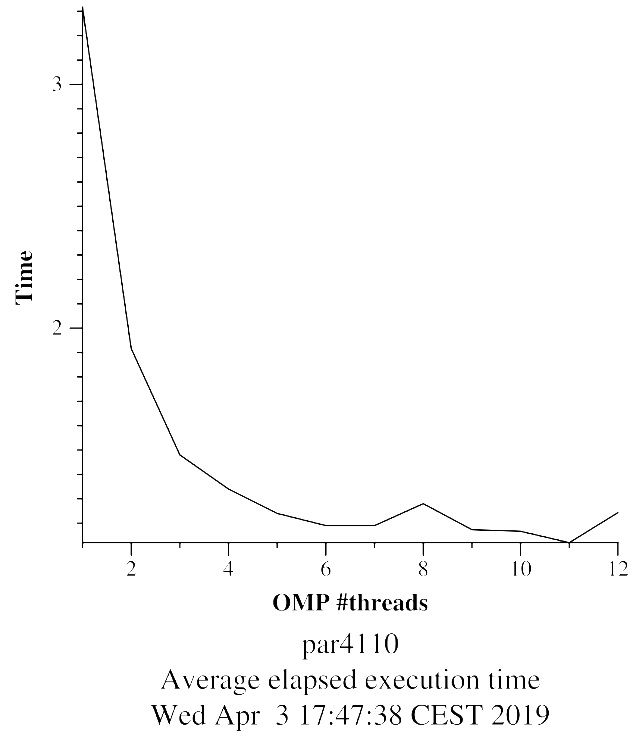 3
2
Time
2 4 6 8 10 12
OMP #threads
par4110
Average elapsed execution time
Wed Apr  3 17:47:38 CEST 2019